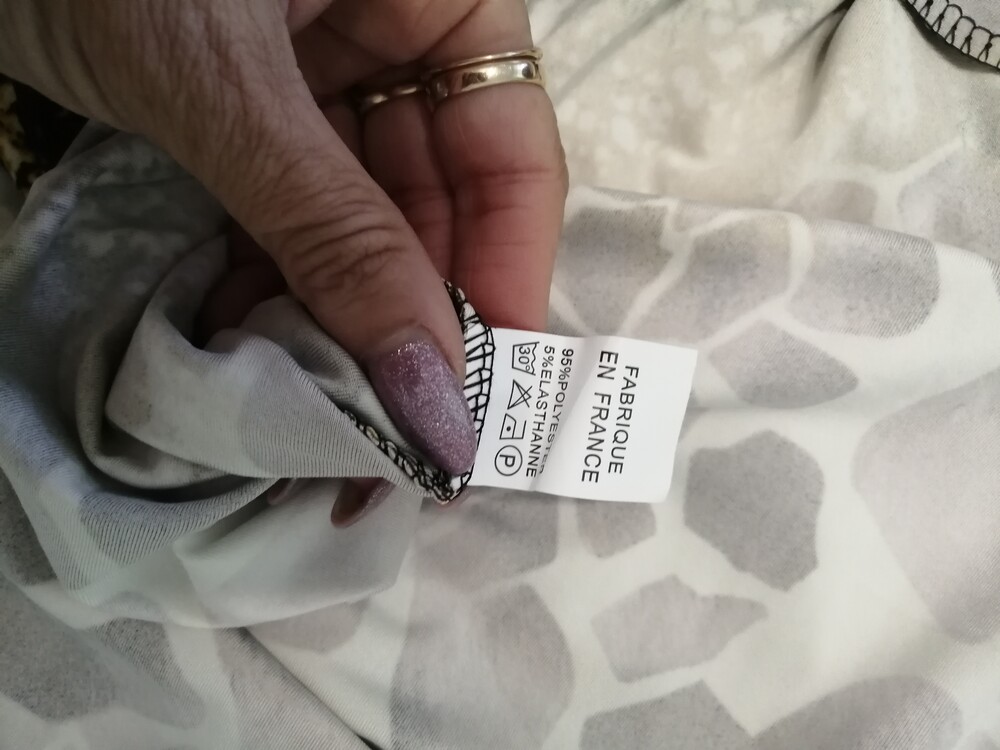 FABRIQUE
EN FRANCE
95%POLYESTER
5%ELASTHANNE
30°
P